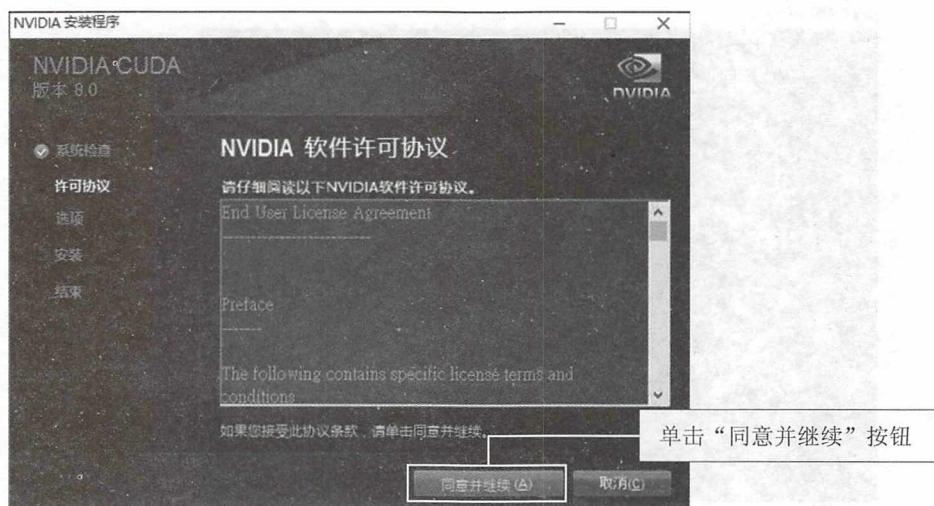 NVIDIA 安装程序
NVIDIA CUDA
版本 8.0
NVIDIA
系统检查
许可协议
选项
安装
结束
NVIDIA 软件许可协议
请仔细阅读以下NVIDIA软件许可协议。
End User License Agreement
--------------------------
Preface
-------
The following contains specific license terms and
conditions
如果您接受此协议条款，请单击同意并继续。
单击“同意并继续”按钮
同意并继续(A)
取消(C)